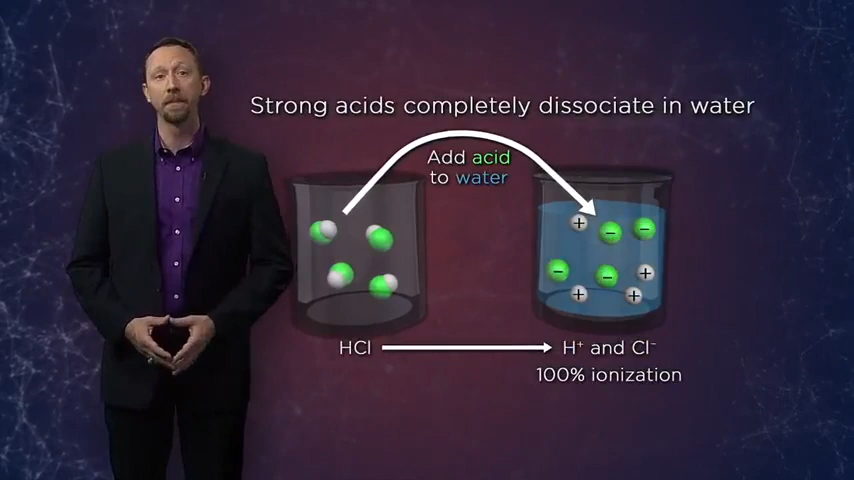 Strong acids completely dissociate in water
Add acid
to water
+
−
−
−
−
+
+
+
HCl
H⁺ and Cl⁻
100% ionization